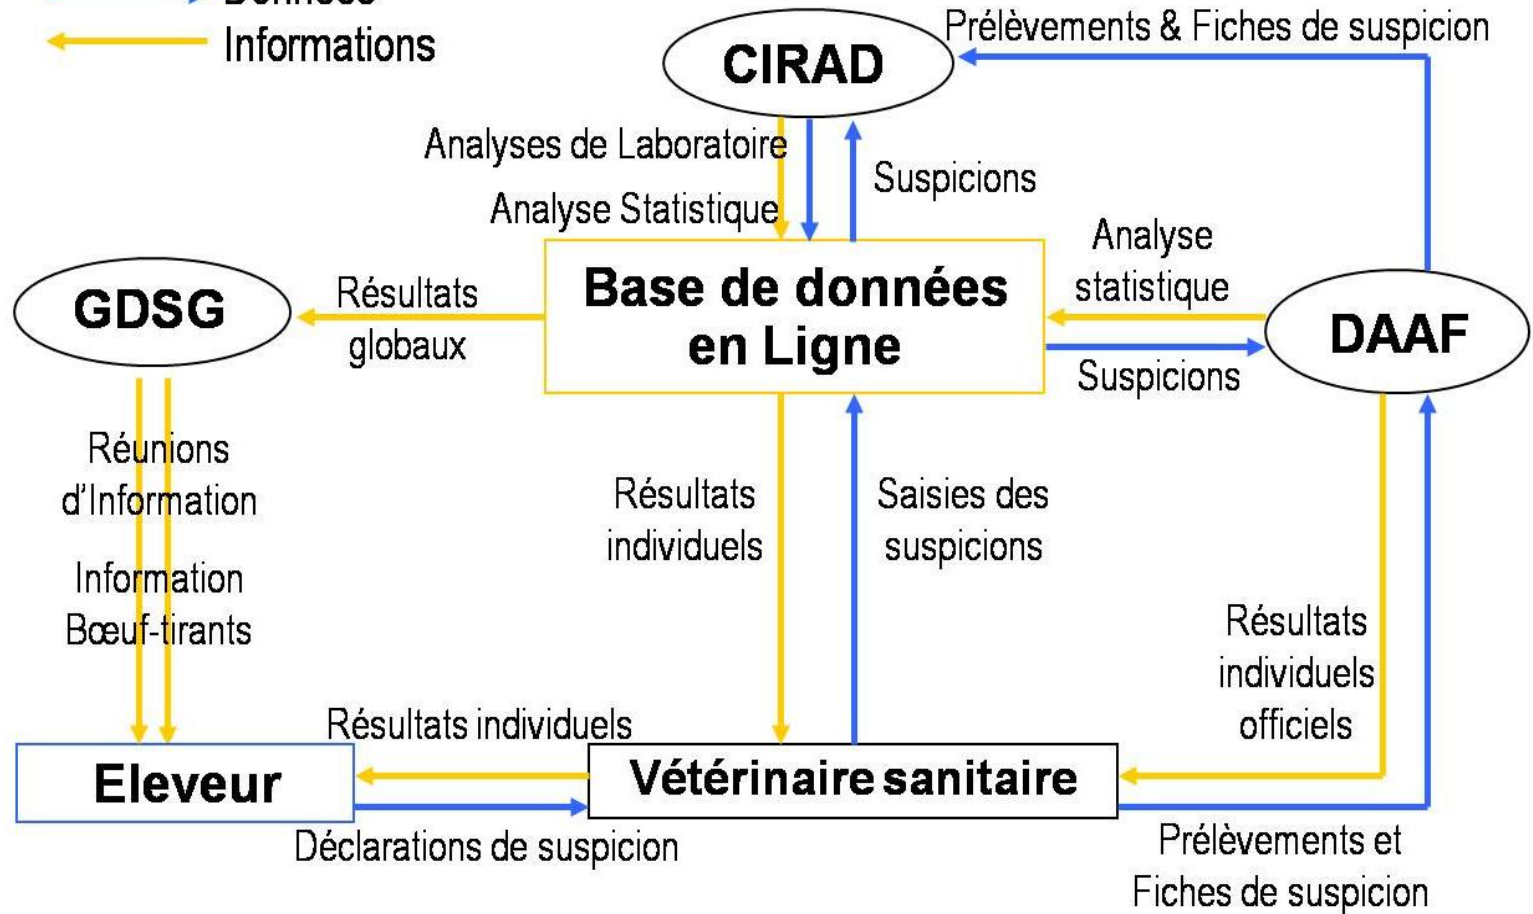 Données
Informations
CIRAD
Prélèvements & Fiches de suspicion
Analyses de Laboratoire
Analyse Statistique
Suspicions
Analyse
statistique
GDSG
Résultats
globaux
Base de données
en Ligne
DAAF
Suspicions
Réunions
d'Information
Information
Bœuf-tirants
Résultats
individuels
Saisies des
suspicions
Résultats
individuels
officiels
Résultats individuels
Eleveur
Vétérinaire sanitaire
Déclarations de suspicion
Prélèvements et
Fiches de suspicion